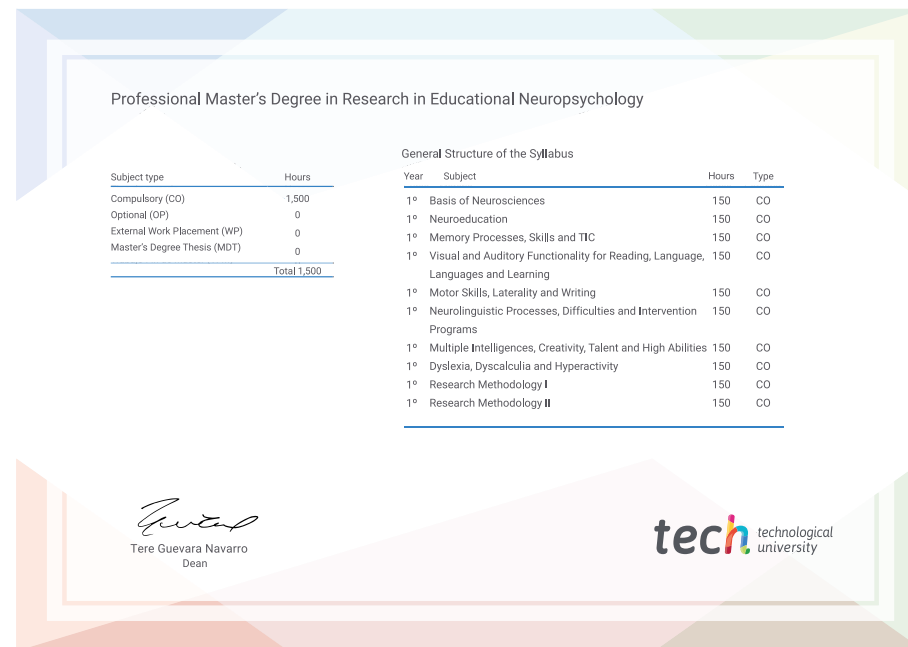 Professional Master's Degree in Research in Educational Neuropsychology
Subject type Hours
Compulsory (CO) 1,500
Optional (OP) 0
External Work Placement (WP) 0
Master's Degree Thesis (MDT) 0
Total 1,500
General Structure of the Syllabus
Year Subject Hours Type
1º Basis of Neurosciences 150 CO
1º Neuroeducation 150 CO
1º Memory Processes, Skills and TIC 150 CO
1º Visual and Auditory Functionality for Reading, Language, 150 CO
Languages and Learning
1º Motor Skills, Laterality and Writing 150 CO
1º Neurolinguistic Processes, Difficulties and Intervention 150 CO
Programs
1º Multiple Intelligences, Creativity, Talent and High Abilities 150 CO
1º Dyslexia, Dyscalculia and Hyperactivity 150 CO
1º Research Methodology I 150 CO
1º Research Methodology II 150 CO
Tere Guevara Navarro
Dean
tech technological
university